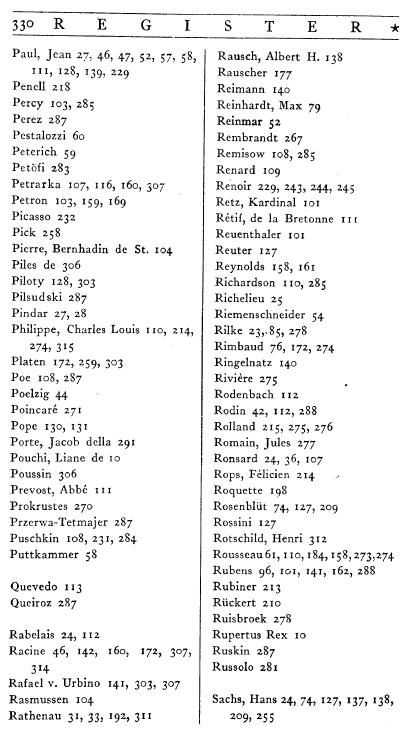 330 REGISTER ★
Paul, Jean 27, 46, 47, 52, 57, 58,
111, 128, 139, 229
Penell 218
Percy 103, 285
Perez 287
Pestalozzi 60
Peterich 59
Petöfi 283
Petrarka 107, 116, 160, 307
Petron 103, 159, 169
Picasso 232
Pick 258
Pierre, Bernhadin de St. 104
Piles de 306
Piloty 128, 303
Pilsudski 287
Pindar 27, 28
Philippe, Charles Louis 110, 214,
274, 315
Platen 172, 259, 303
Poe 108, 287
Poelzig 44
Poincaré 271
Pope 130, 131
Porte, Jacob della 291
Pouchi, Liane de 10
Poussin 306
Prevost, Abbé 111
Prokrustes 270
Przerwa-Tetmajer 287
Puschkin 108, 231, 284
Puttkammer 58
Quevedo 113
Queiroz 287
Rabelais 24, 112
Racine 46, 142, 160, 172, 307,
314
Rafael v. Urbino 141, 303, 307
Rasmussen 104
Rathenau 31, 33, 192, 311
Rausch, Albert H. 138
Rauscher 177
Reimann 140
Reinhardt, Max 79
Reinmar 52
Rembrandt 267
Remisow 108, 285
Renard 109
Renoir 229, 243, 244, 245
Retz, Kardinal 101
Rétif, de la Bretonne 111
Reuenthaler 101
Reuter 127
Reynolds 158, 161
Richardson 110, 285
Richelieu 25
Riemenschneider 54
Rilke 23, 85, 278
Rimbaud 76, 172, 274
Ringelnatz 140
Rivière 275
Rodenbach 112
Rodin 42, 112, 288
Rolland 215, 275, 276
Romain, Jules 277
Ronsard 24, 36, 107
Rops, Félicien 214
Roquette 198
Rosenblüt 74, 127, 209
Rossini 127
Rotschild, Henri 312
Rousseau 61, 110, 184, 158, 273, 274
Rubens 96, 101, 141, 162, 288
Rubiner 213
Rückert 210
Ruisbroek 278
Rupertus Rex 10
Ruskin 287
Russolo 281
Sachs, Hans 24, 74, 127, 137, 138,
209, 255